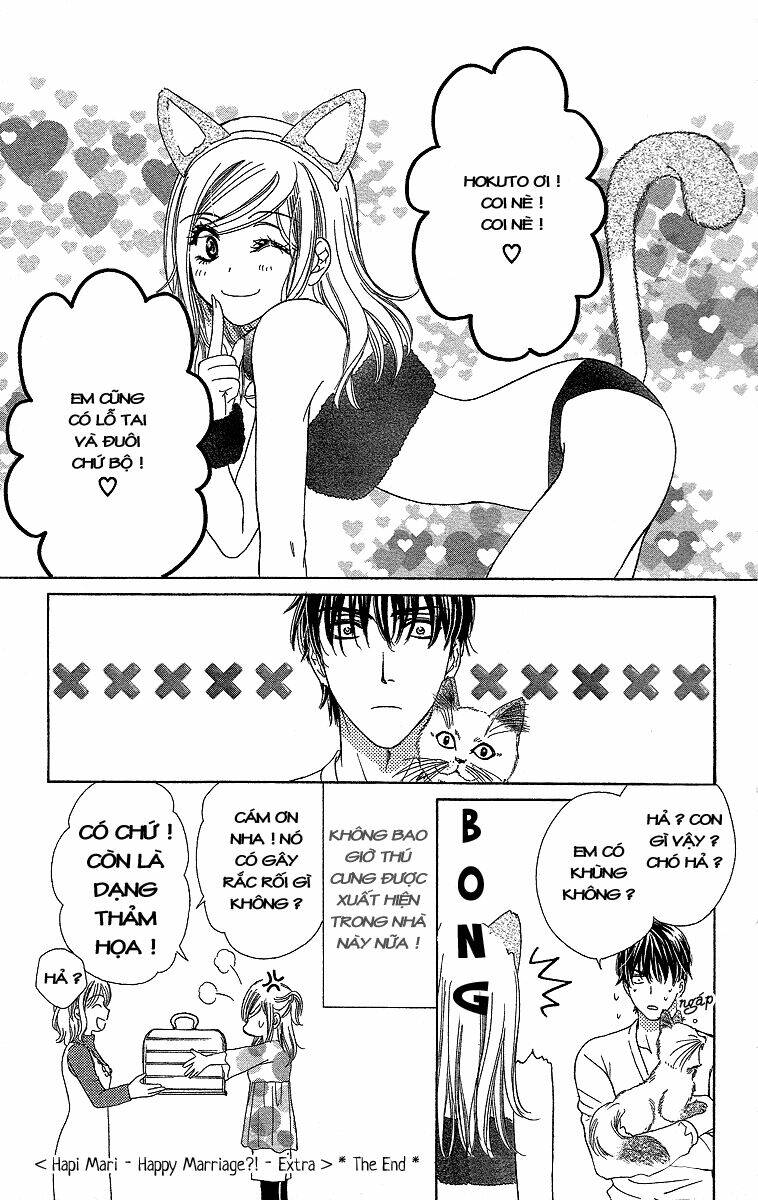 HOKUTO ƠI !
COI NÈ !
COI NÈ !
♡
EM CŨNG
CÓ LỖ TAI
VÀ ĐUÔI
CHỨ BỘ !
♡
HẢ ? CON
GÌ VẬY ?
CHÓ HẢ ?
EM CÓ
KHÙNG
KHÔNG ?
ngáp
BONG
KHÔNG BAO
GIỜ THÚ
CƯNG ĐƯỢC
XUẤT HIỆN
TRONG NHÀ
NÀY NỮA !
CÁM ƠN
NHA ! NÓ
CÓ GÂY
RẮC RỐI GÌ
KHÔNG ?
CÓ CHỨ !
CÒN LÀ
DẠNG
THẢM
HỌA !
HẢ ?
< Hapi Mari - Happy Marriage?! - Extra > * The End *